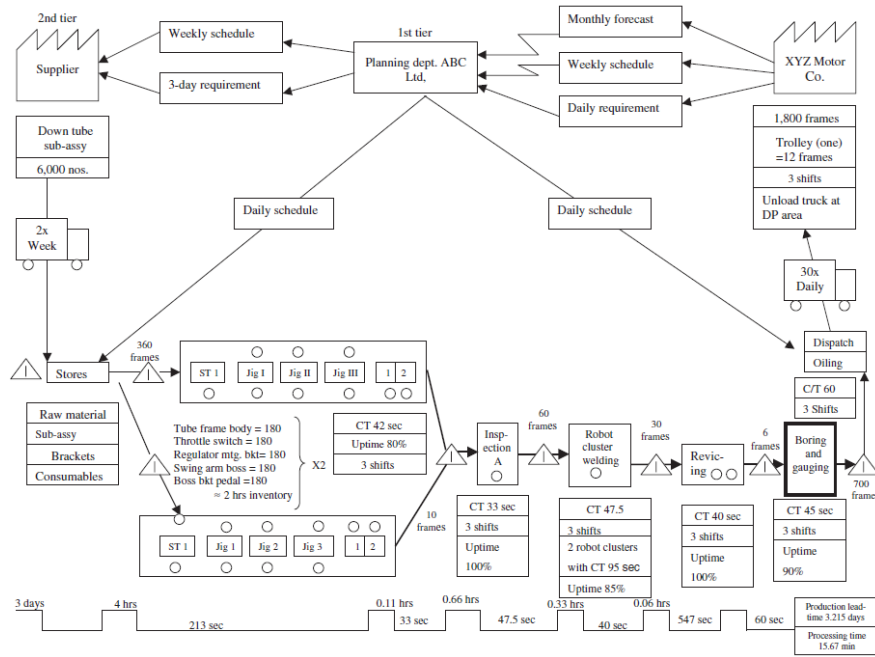 2nd tier
Supplier
Weekly schedule
3-day requirement
1st tier
Planning dept. ABC
Ltd,
Monthly forecast
Weekly schedule
Daily requirement
XYZ Motor
Co.
Down tube
sub-assy
6,000 nos.
2x
Week
Daily schedule
Daily schedule
1,800 frames
Trolley (one)
=12 frames
3 shifts
Unload truck at
DP area
30x
Daily
Dispatch
Oiling
C/T 60
3 Shifts
Stores
Raw material
Sub-assy
Brackets
Consumables
360
frames
ST 1
Jig I
Jig II
Jig III
1
2
Tube frame body = 180
Throttle switch = 180
Regulator mtg. bkt= 180
Swing arm boss = 180
Boss bkt pedal =180
≈ 2 hrs inventory
X2
CT 42 sec
Uptime 80%
3 shifts
ST 1
Jig 1
Jig 2
Jig 3
1
2
10
frames
Insp-
ection
A
CT 33 sec
3 shifts
Uptime
100%
60
frames
Robot
cluster
welding
CT 47.5
3 shifts
2 robot clusters
with CT 95 sec
Uptime 85%
30
frames
Revic-
ing
CT 40 sec
3 shifts
Uptime
100%
6
frames
Boring
and
gauging
CT 45 sec
3 shifts
Uptime
90%
700
frame
3 days
4 hrs
213 sec
0.11 hrs
33 sec
0.66 hrs
47.5 sec
0.33 hrs
40 sec
0.06 hrs
547 sec
60 sec
Production lead-
time 3.215 days
Processing time
15.67 min